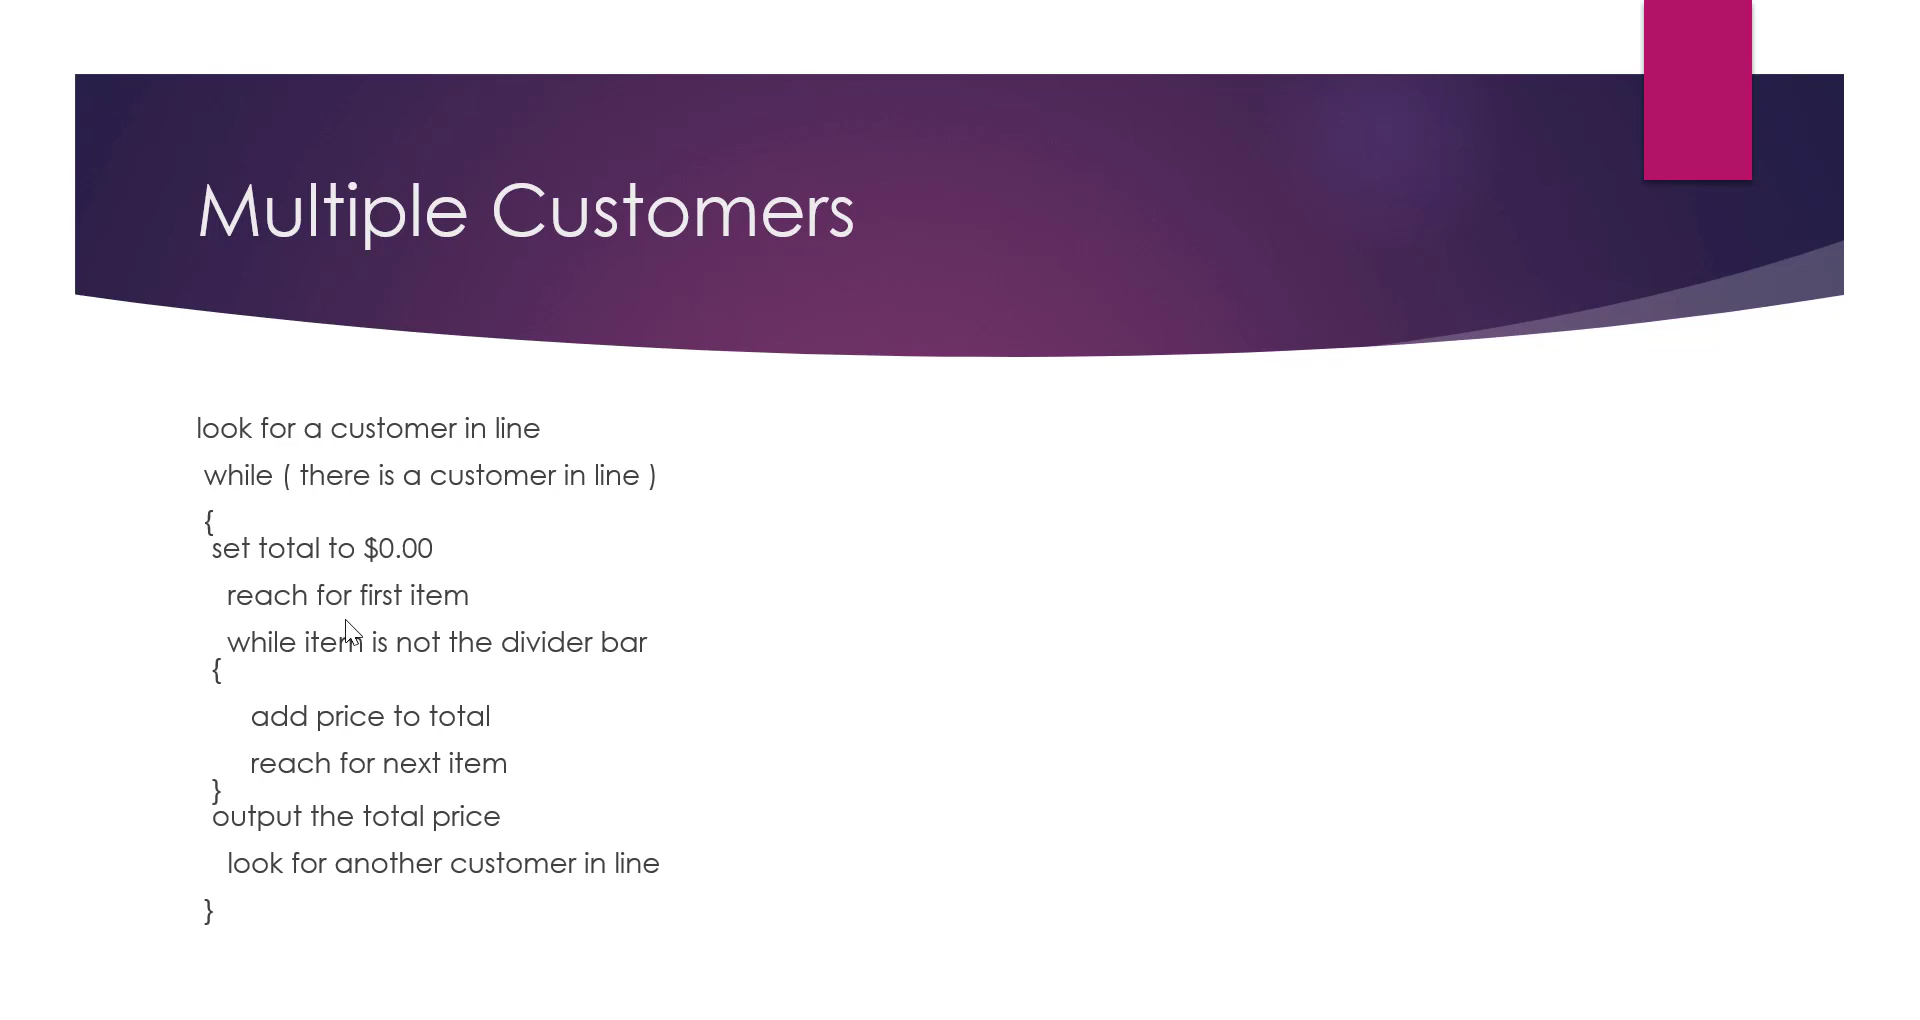 Multiple Customers
look for a customer in line
while ( there is a customer in line )
{
set total to $0.00
reach for first item
while item is not the divider bar
{
add price to total
reach for next item
}
output the total price
look for another customer in line
}